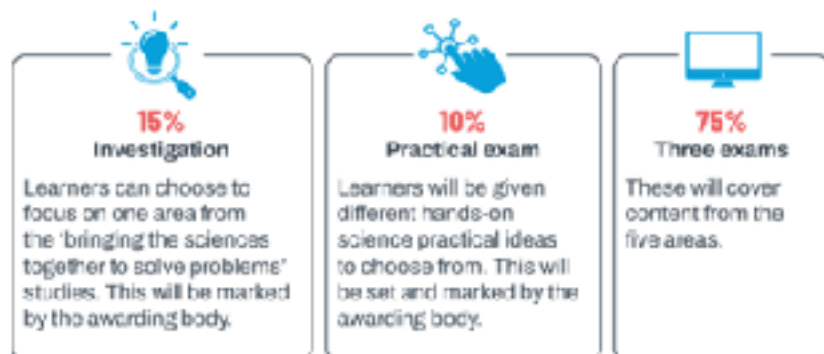 15%
Investigation
Learners can choose to
focus on one area from
the 'bringing the sciences
together to solve problems'
studies. This will be marked
by the awarding body.
10%
Practical exam
Learners will be given
different hands-on
science practical ideas
to choose from. This will
be set and marked by the
awarding body.
75%
Three exams
These will cover
content from the
five areas.